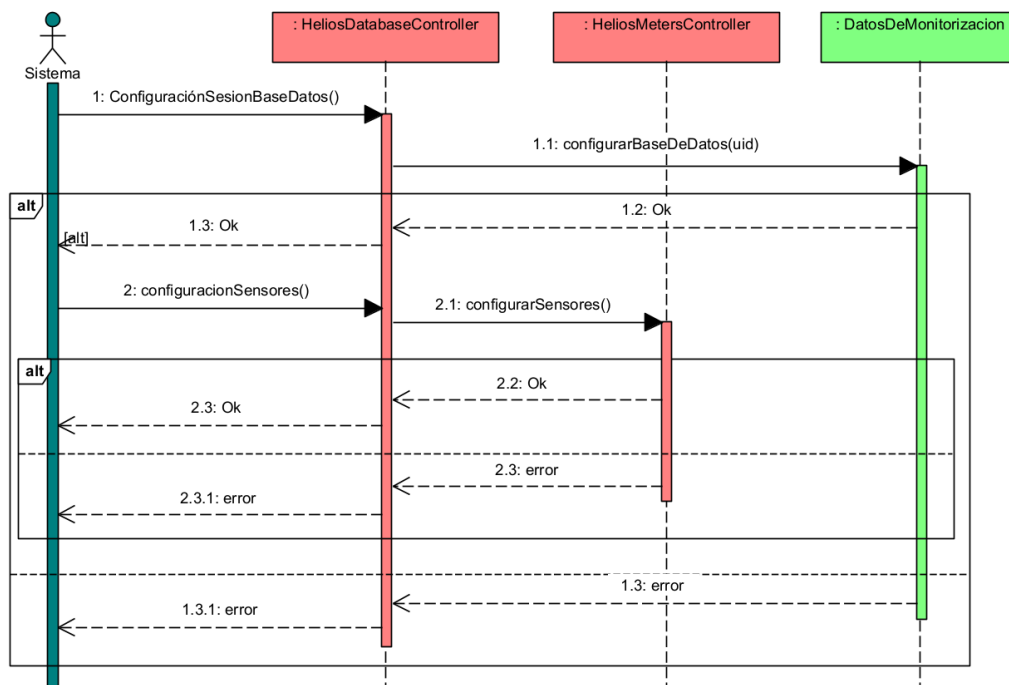 : HeliosDatabaseController
: HeliosMetersController
: DatosDeMonitorizacion
Sistema
1: ConfiguraciónSesionBaseDatos()
1.1: configurarBaseDeDatos(uid)
alt
1.2: Ok
1.3: Ok
[alt]
2: configuracionSensores()
2.1: configurarSensores()
alt
2.2: Ok
2.3: Ok
2.3: error
2.3.1: error
1.3: error
1.3.1: error